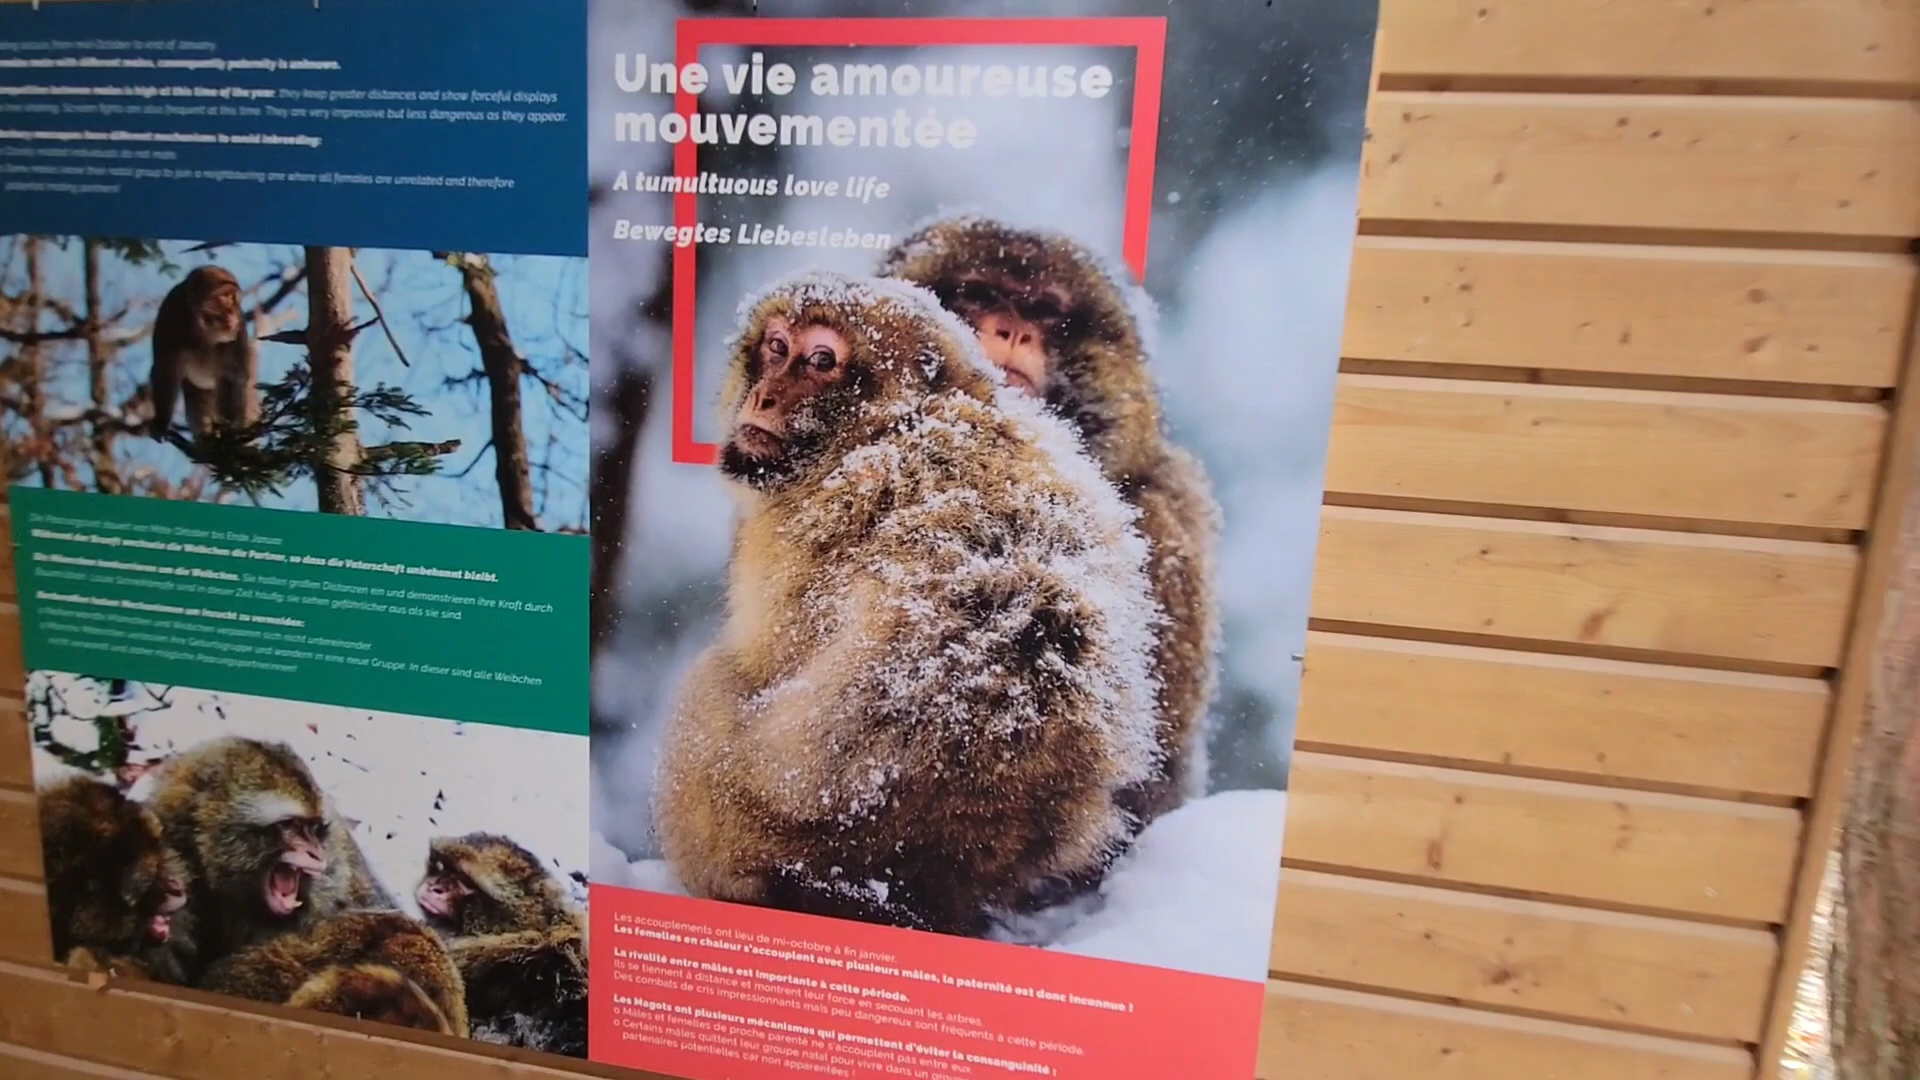 season from mid-October to end of January.
mate with different males, consequently paternity is unknown.
competition between males is high at this time of the year. They keep greater distances and show forceful displays
Scream fights are also frequent at this time. They are very impressive but less dangerous as they appear.
have different mechanisms to avoid inbreeding:
Closely related individuals do not mate.
leave their natal group to join a neighbouring one where all females are unrelated and therefore
potential mating partners!
Die Paarungszeit dauert von Mitte Oktober bis Ende Januar.
Während der Brunft wechseln die Weibchen die Partner, so dass die Vaterschaft unbekannt bleibt.
Die Männchen konkurrieren um die Weibchen. Sie halten großen Distanzen ein und demonstrieren ihre Kraft durch
Laute Schreikämpfe sind in dieser Zeit häufig; sie sehen gefährlicher aus als sie sind.
haben Mechanismen um Inzucht zu vermeiden:
Männchen und Weibchen verpaaren sich nicht untereinander.
Männchen verlassen ihre Geburtsgruppe und wandern in eine neue Gruppe. In dieser sind alle Weibchen
nicht verwandt und daher mögliche Paarungspartnerinnen!
Une vie amoureuse
mouvementée
A tumultuous love life
Bewegtes Liebesleben
Les accouplements ont lieu de mi-octobre à fin janvier.
Les femelles en chaleur s'accouplent avec plusieurs mâles, la paternité est donc inconnue !
La rivalité entre mâles est importante à cette période.
Ils se tiennent à distance et montrent leur force en secouant les arbres.
Des combats de cris impressionnants mais peu dangereux sont fréquents à cette période.
Les Magots ont plusieurs mécanismes qui permettent d'éviter la consanguinité :
o Mâles et femelles de proche parenté ne s'accouplent pas entre eux.
o Certains mâles quittent leur groupe natal pour vivre dans un groupe
partenaires potentielles car non apparentées !